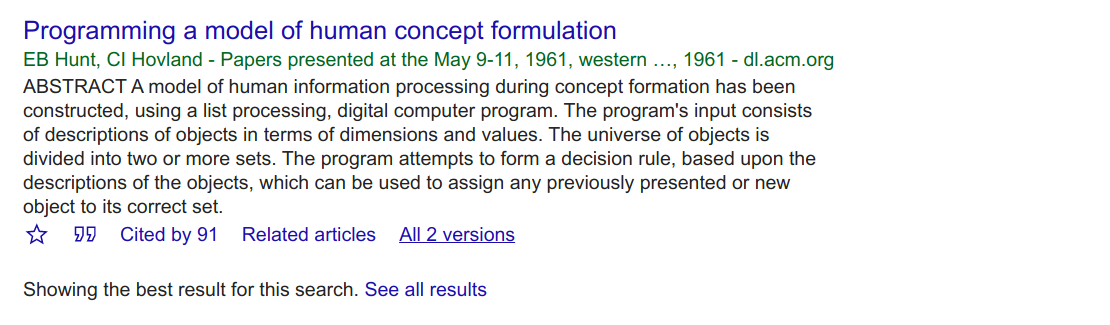 Programming a model of human concept formulation
EB Hunt, CI Hovland - Papers presented at the May 9-11, 1961, western …, 1961 - dl.acm.org
ABSTRACT A model of human information processing during concept formation has been
constructed, using a list processing, digital computer program. The program's input consists
of descriptions of objects in terms of dimensions and values. The universe of objects is
divided into two or more sets. The program attempts to form a decision rule, based upon the
descriptions of the objects, which can be used to assign any previously presented or new
object to its correct set.
Cited by 91 Related articles All 2 versions
Showing the best result for this search. See all results